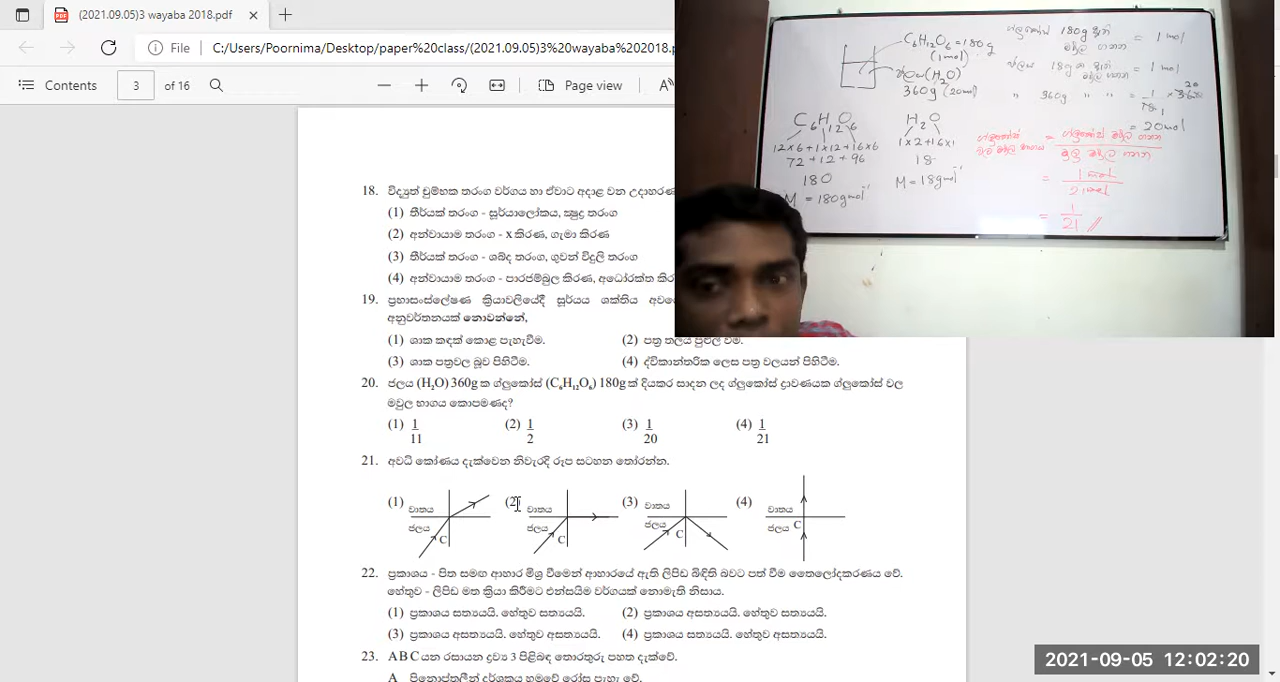 (2021.09.05)3 wayaba 2018.pdf
File
C:/Users/Poornima/Desktop/paper%20class/(2021.09.05)3%20wayaba%202018.p
Contents
3
of 16
Page view
18. විද්‍යුත් චුම්භක තරංග වර්ගය හා ඒවාට අදාළ වන උදාහරණ
(1) තීර්යක් තරංග - සූර්යාලෝකය, ක්‍ෂුද්‍ර තරංග
(2) අන්වායාම තරංග - x කිරණ, ගැමා කිරණ
(3) තීර්යක් තරංග - ශබ්ද තරංග, ගුවන් විදුලි තරංග
(4) අන්වායාම තරංග - පාරජම්බුල කිරණ, අධෝරක්ත කිර
19. ප්‍රභාසංස්ලේෂණ ක්‍රියාවලියේදී සූර්යය ශක්තිය අවශෝ
අනුවර්තනයක් නොවන්නේ,
(1) ශාක කඳක් කොළ පැහැවීම. (2) පත්‍ර තලය පුළුල් වීම.
(3) ශාක පත්‍රවල බූව පිහිටීම. (4) ද්විකාන්තරික ලෙස පත්‍ර වලයන් පිහිටීම.
20. ජලය (H₂O) 360g ක ග්ලුකෝස් (C₆H₁₂O₆) 180g ක් දියකර සාදන ලද ග්ලුකෝස් ද්‍රාවණයක ග්ලුකෝස් වල
මවුල භාගය කොපමණද?
(1) 1/11 (2) 1/2 (3) 1/20 (4) 1/21
21. අවධි කෝණය දැක්වෙන නිවැරදි රූප සටහන තෝරන්න.
(1) වාතය ජලය C (2) වාතය ජලය C (3) වාතය ජලය C (4) වාතය ජලය C
22. ප්‍රකාශය - පිත සමඟ ආහාර මිශ්‍ර වීමෙන් ආහාරයේ ඇති ලිපිඩ බිඳිති බවට පත් වීම තෛලෝදකරණය වේ.
හේතුව - ලිපිඩ මත ක්‍රියා කිරීමට එන්සයිම වර්ගයක් නොමැති නිසාය.
(1) ප්‍රකාශය සත්‍යයයි. හේතුව සත්‍යයයි. (2) ප්‍රකාශය අසත්‍යයයි. හේතුව සත්‍යයයි.
(3) ප්‍රකාශය අසත්‍යයයි. හේතුව අසත්‍යයයි. (4) ප්‍රකාශය සත්‍යයයි. හේතුව අසත්‍යයයි.
23. A B C යන රසායන ද්‍රව්‍ය 3 පිළිබඳ තොරතුරු පහත දැක්වේ.
A පිනොප්තලීන් දර්ශකය හමුවේ රෝස පැහැ වේ.
C₆H₁₂O₆ = 180 g
(1mol)
(H₂O)
360g (20mol)
C₆H₁₂O₆
12×6+1×12+16×6
72+12+96
180
M = 180gmol⁻¹
H₂O
1×2+16×1
18
M = 18gmol⁻¹
ග්ලුකෝස් 180g
මවුල ගණන = 1 mol
ජලය 18g ක ඇති
මවුල ගණන = 1 mol
" 360g " " =
= 20mol
ග්ලුකෝස් මවුල ගණන
මුළු මවුල ගණන
= 1 mol
= 1/21 //
2021-09-05 12:02:20